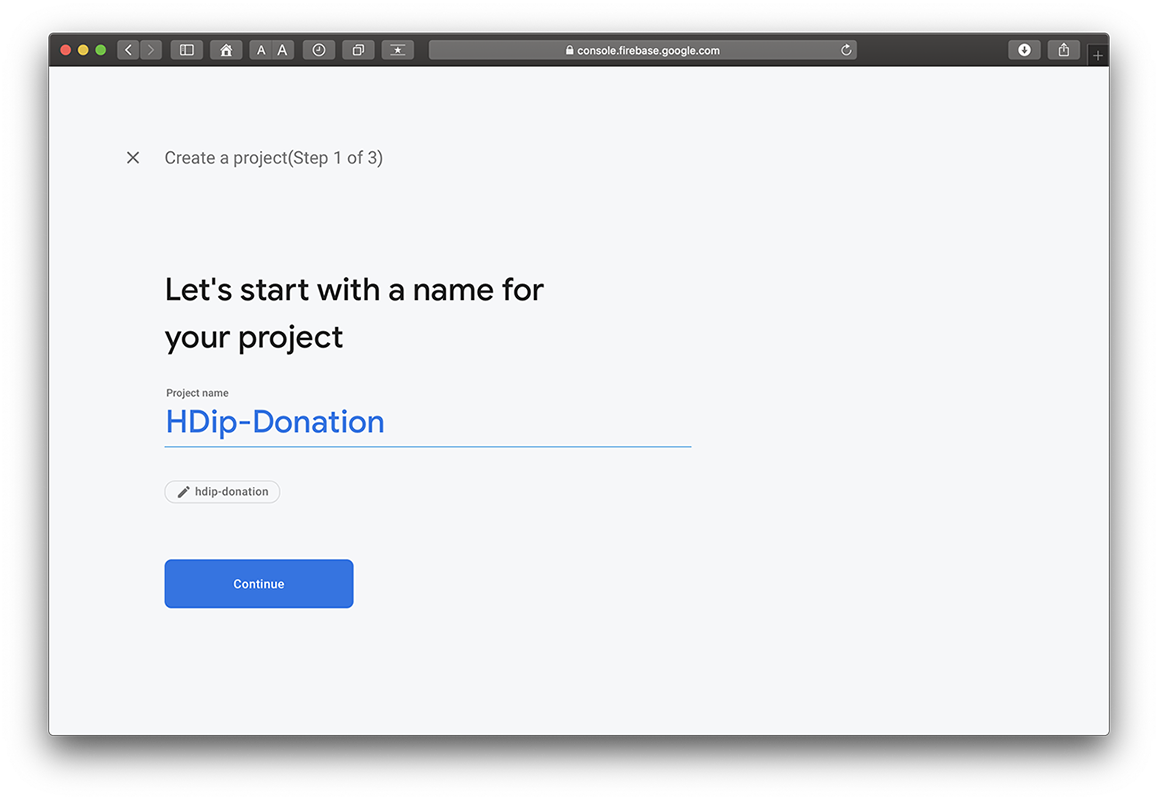 A A
console.firebase.google.com
Create a project(Step 1 of 3)
Let's start with a name for
your project
Project name
HDip-Donation
hdip-donation
Continue